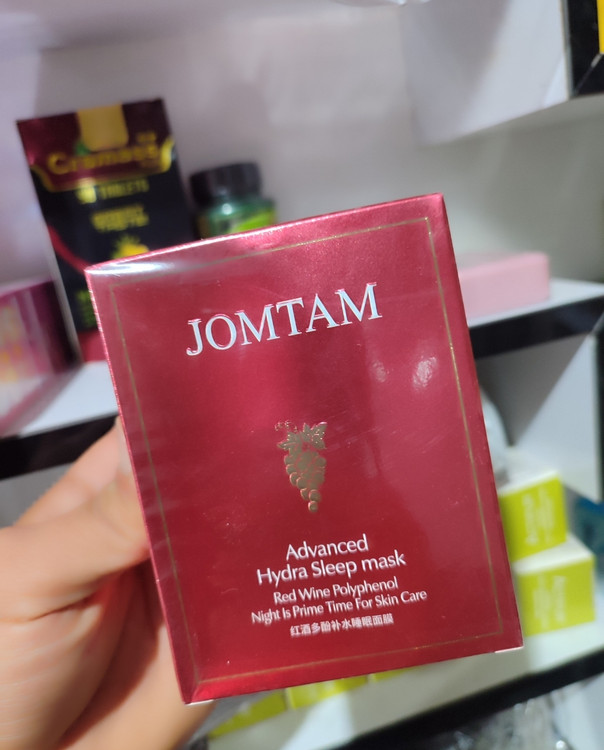 TABLETS
JOMTAM
Advanced
Hydra Sleep mask
Red Wine Polyphenol
Night Is Prime Time For Skin Care
红酒多酚补水睡眠面膜